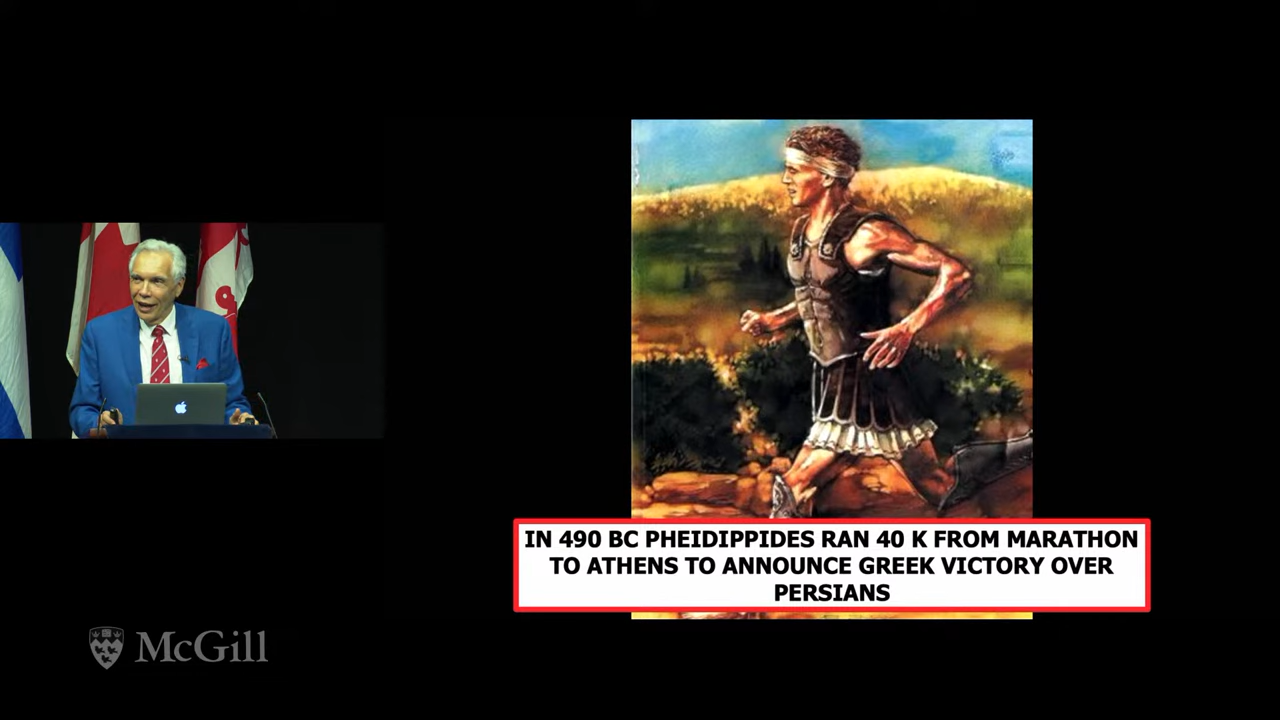 IN 490 BC PHEIDIPPIDES RAN 40 K FROM MARATHON
TO ATHENS TO ANNOUNCE GREEK VICTORY OVER
PERSIANS
McGill